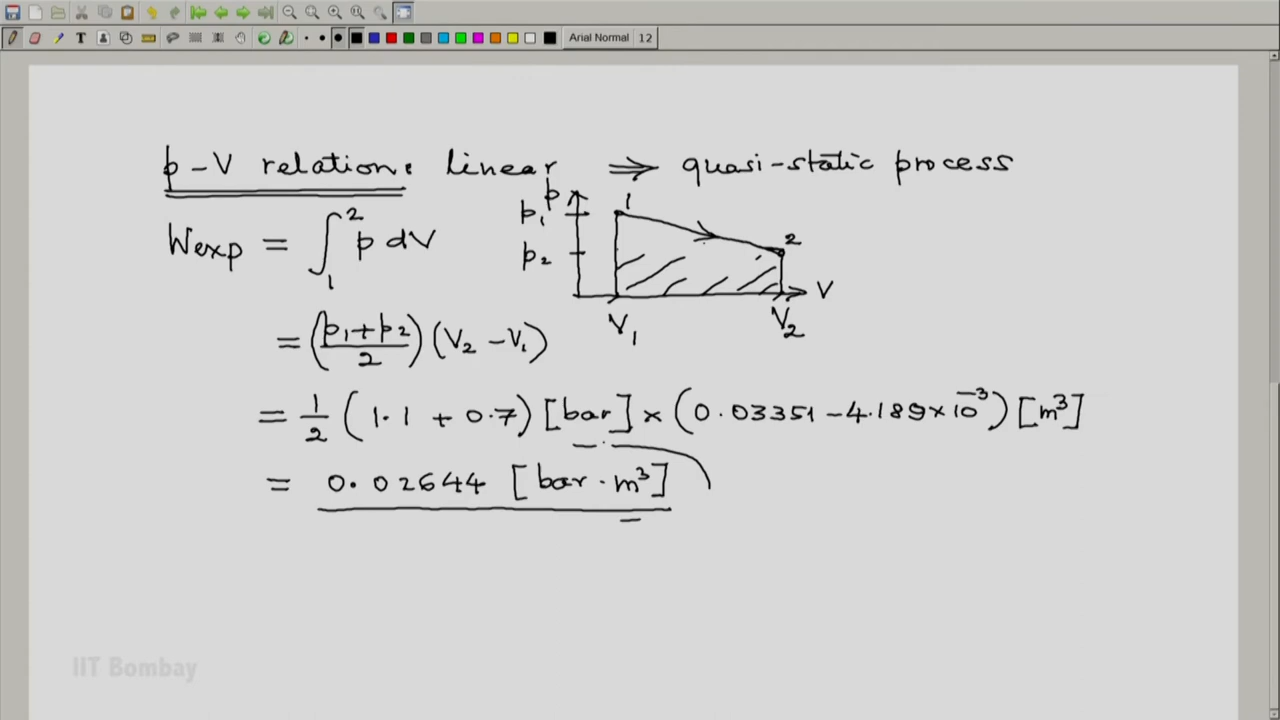 Arial Normal 12
p-V relation: linear ⇒ quasi-static process
Wexp = ∫₁² p dV
p
p₁
p₂
1
2
V
V₁
V₂
= (p₁+p₂/2) (V₂ - V₁)
= 1/2 (1.1 + 0.7) [bar] × (0.03351 - 4.189×10⁻³) [m³]
= 0.02644 [bar·m³]
IIT Bombay